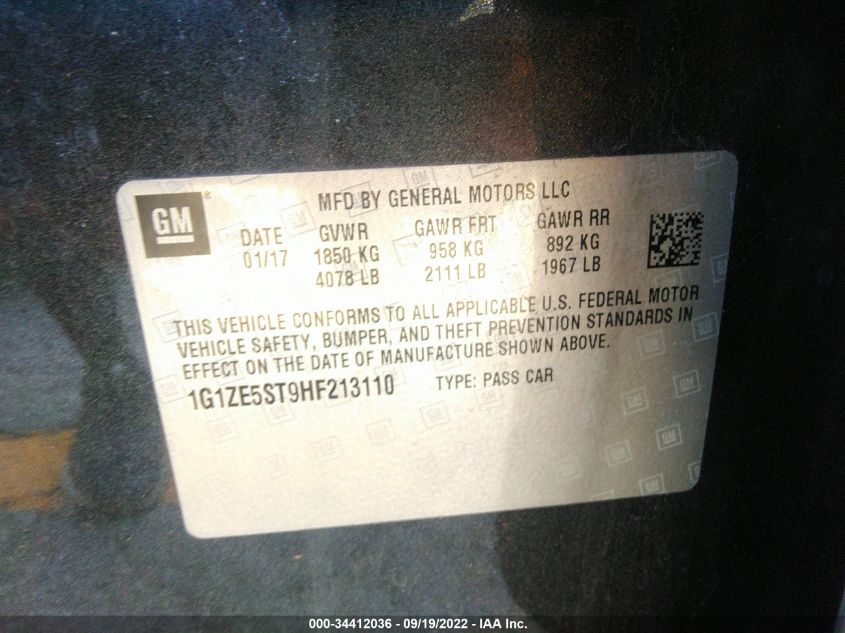 GM ®
MFD BY GENERAL MOTORS LLC
DATE GVWR GAWR FRT GAWR RR
01/17 1850 KG 958 KG 892 KG
4078 LB 2111 LB 1967 LB
THIS VEHICLE CONFORMS TO ALL APPLICABLE U.S. FEDERAL MOTOR
VEHICLE SAFETY, BUMPER, AND THEFT PREVENTION STANDARDS IN
EFFECT ON THE DATE OF MANUFACTURE SHOWN ABOVE.
1G1ZE5ST9HF213110 TYPE: PASS CAR
000-34412036 - 09/19/2022 - IAA Inc.